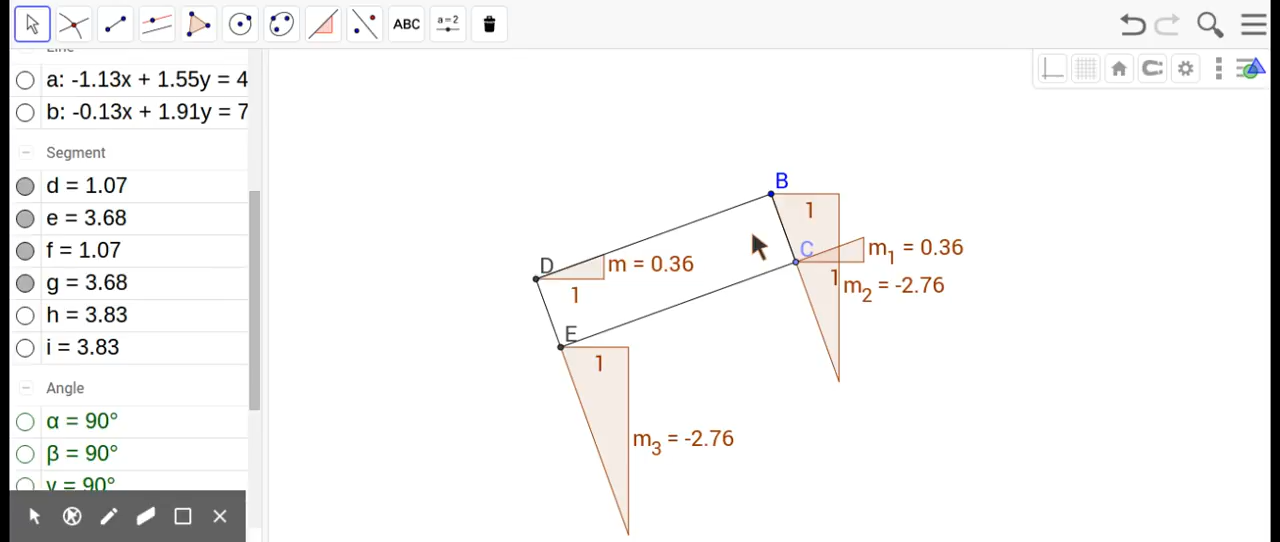 ABC
a=2
Line
a: -1.13x + 1.55y = 4
b: -0.13x + 1.91y = 7
Segment
d = 1.07
e = 3.68
f = 1.07
g = 3.68
h = 3.83
i = 3.83
Angle
α = 90°
β = 90°
γ = 90°
B
1
C
m₁ = 0.36
1
m₂ = -2.76
D
m = 0.36
1
E
1
m₃ = -2.76